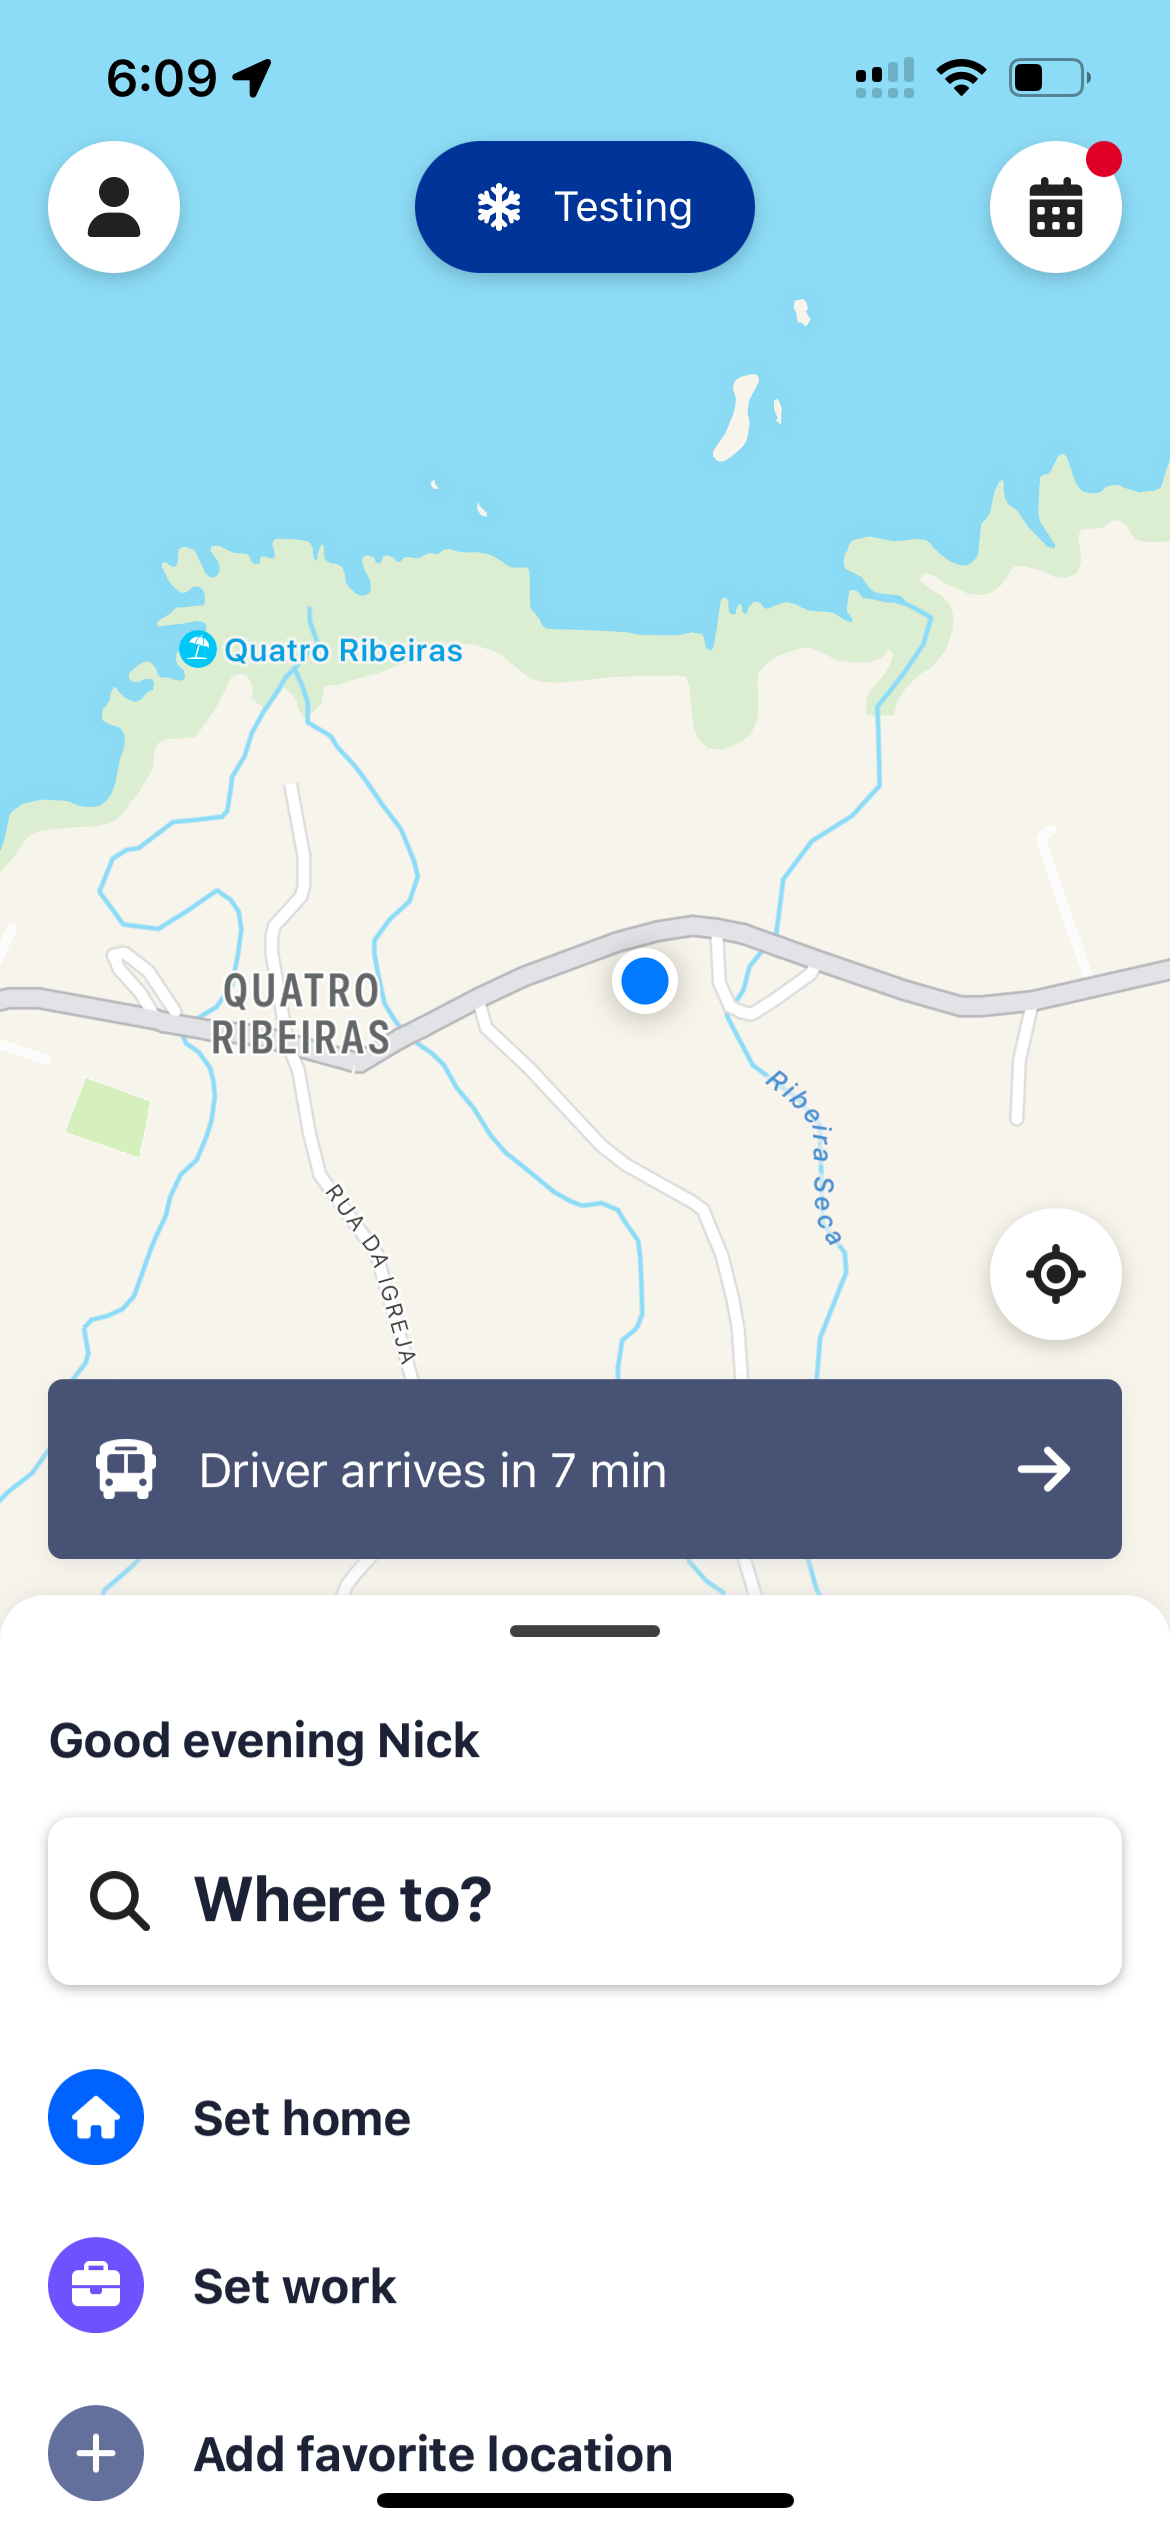 6:09
Testing
Quatro Ribeiras
QUATRO
RIBEIRAS
Ribeira Seca
RUA DA IGREJA
Driver arrives in 7 min
Good evening Nick
Where to?
Set home
Set work
Add favorite location